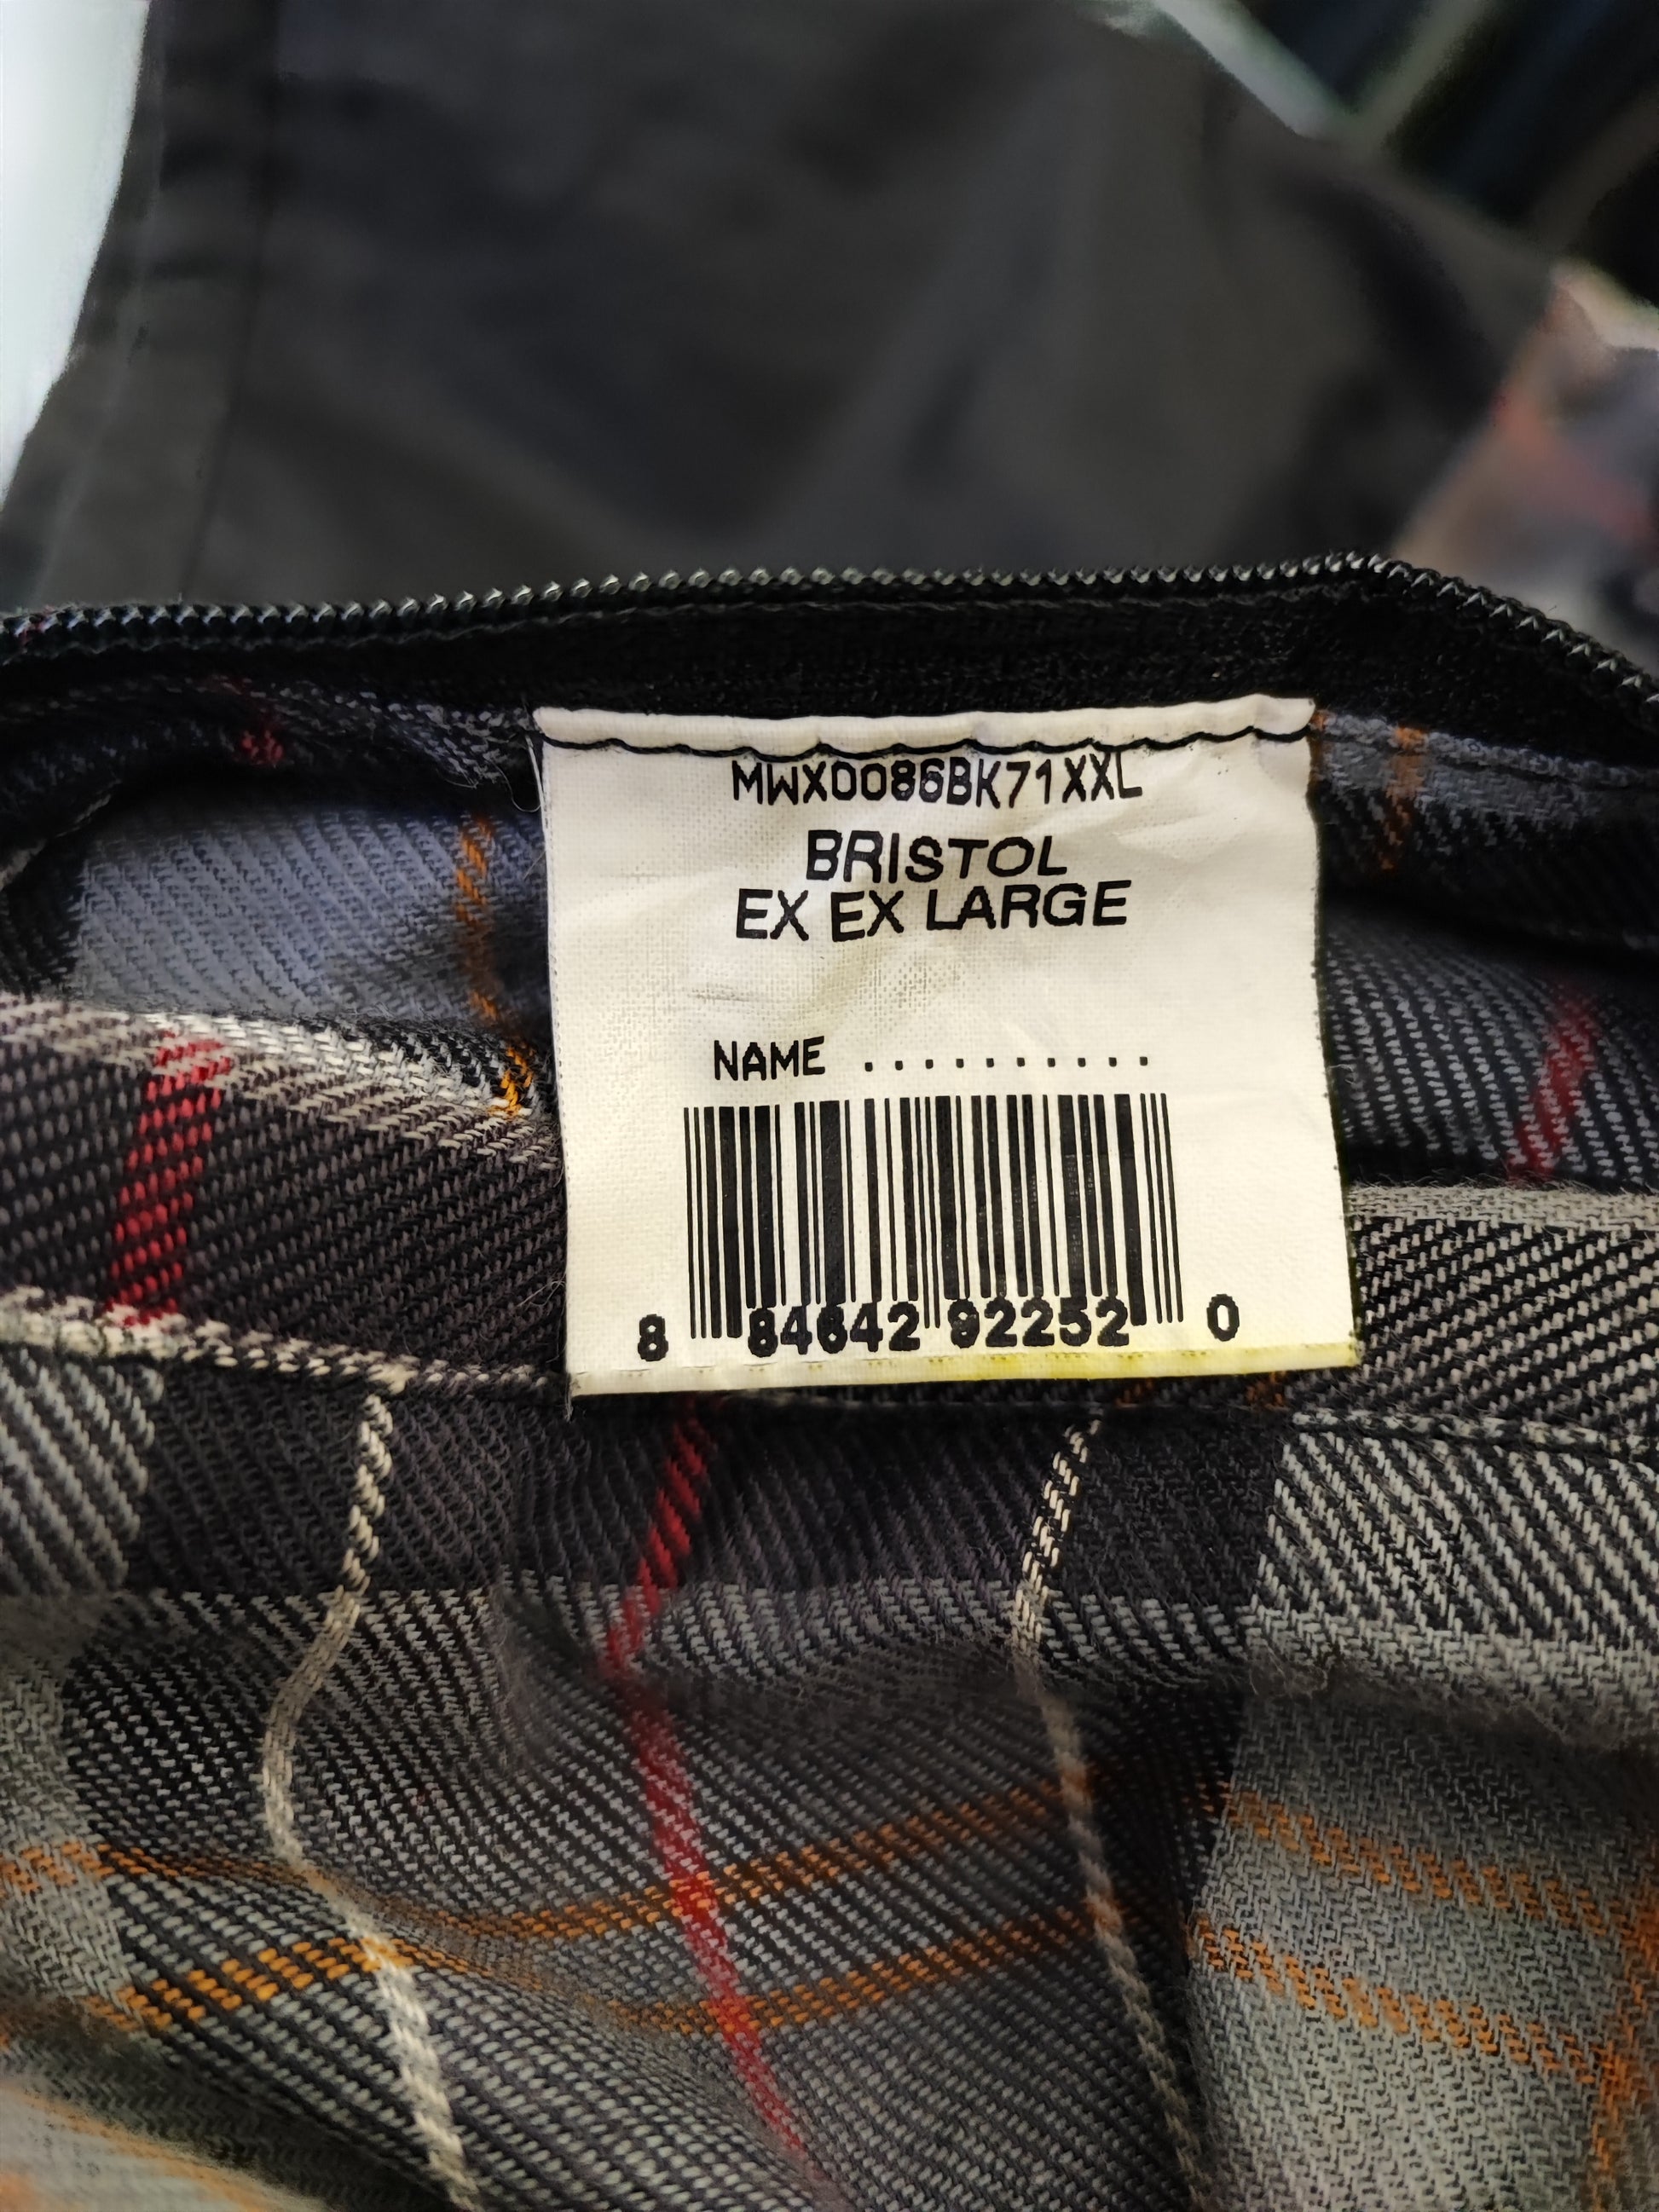 MWX0086BK71XXL
BRISTOL
EX EX LARGE
NAME ..........
8 84642 92252 0